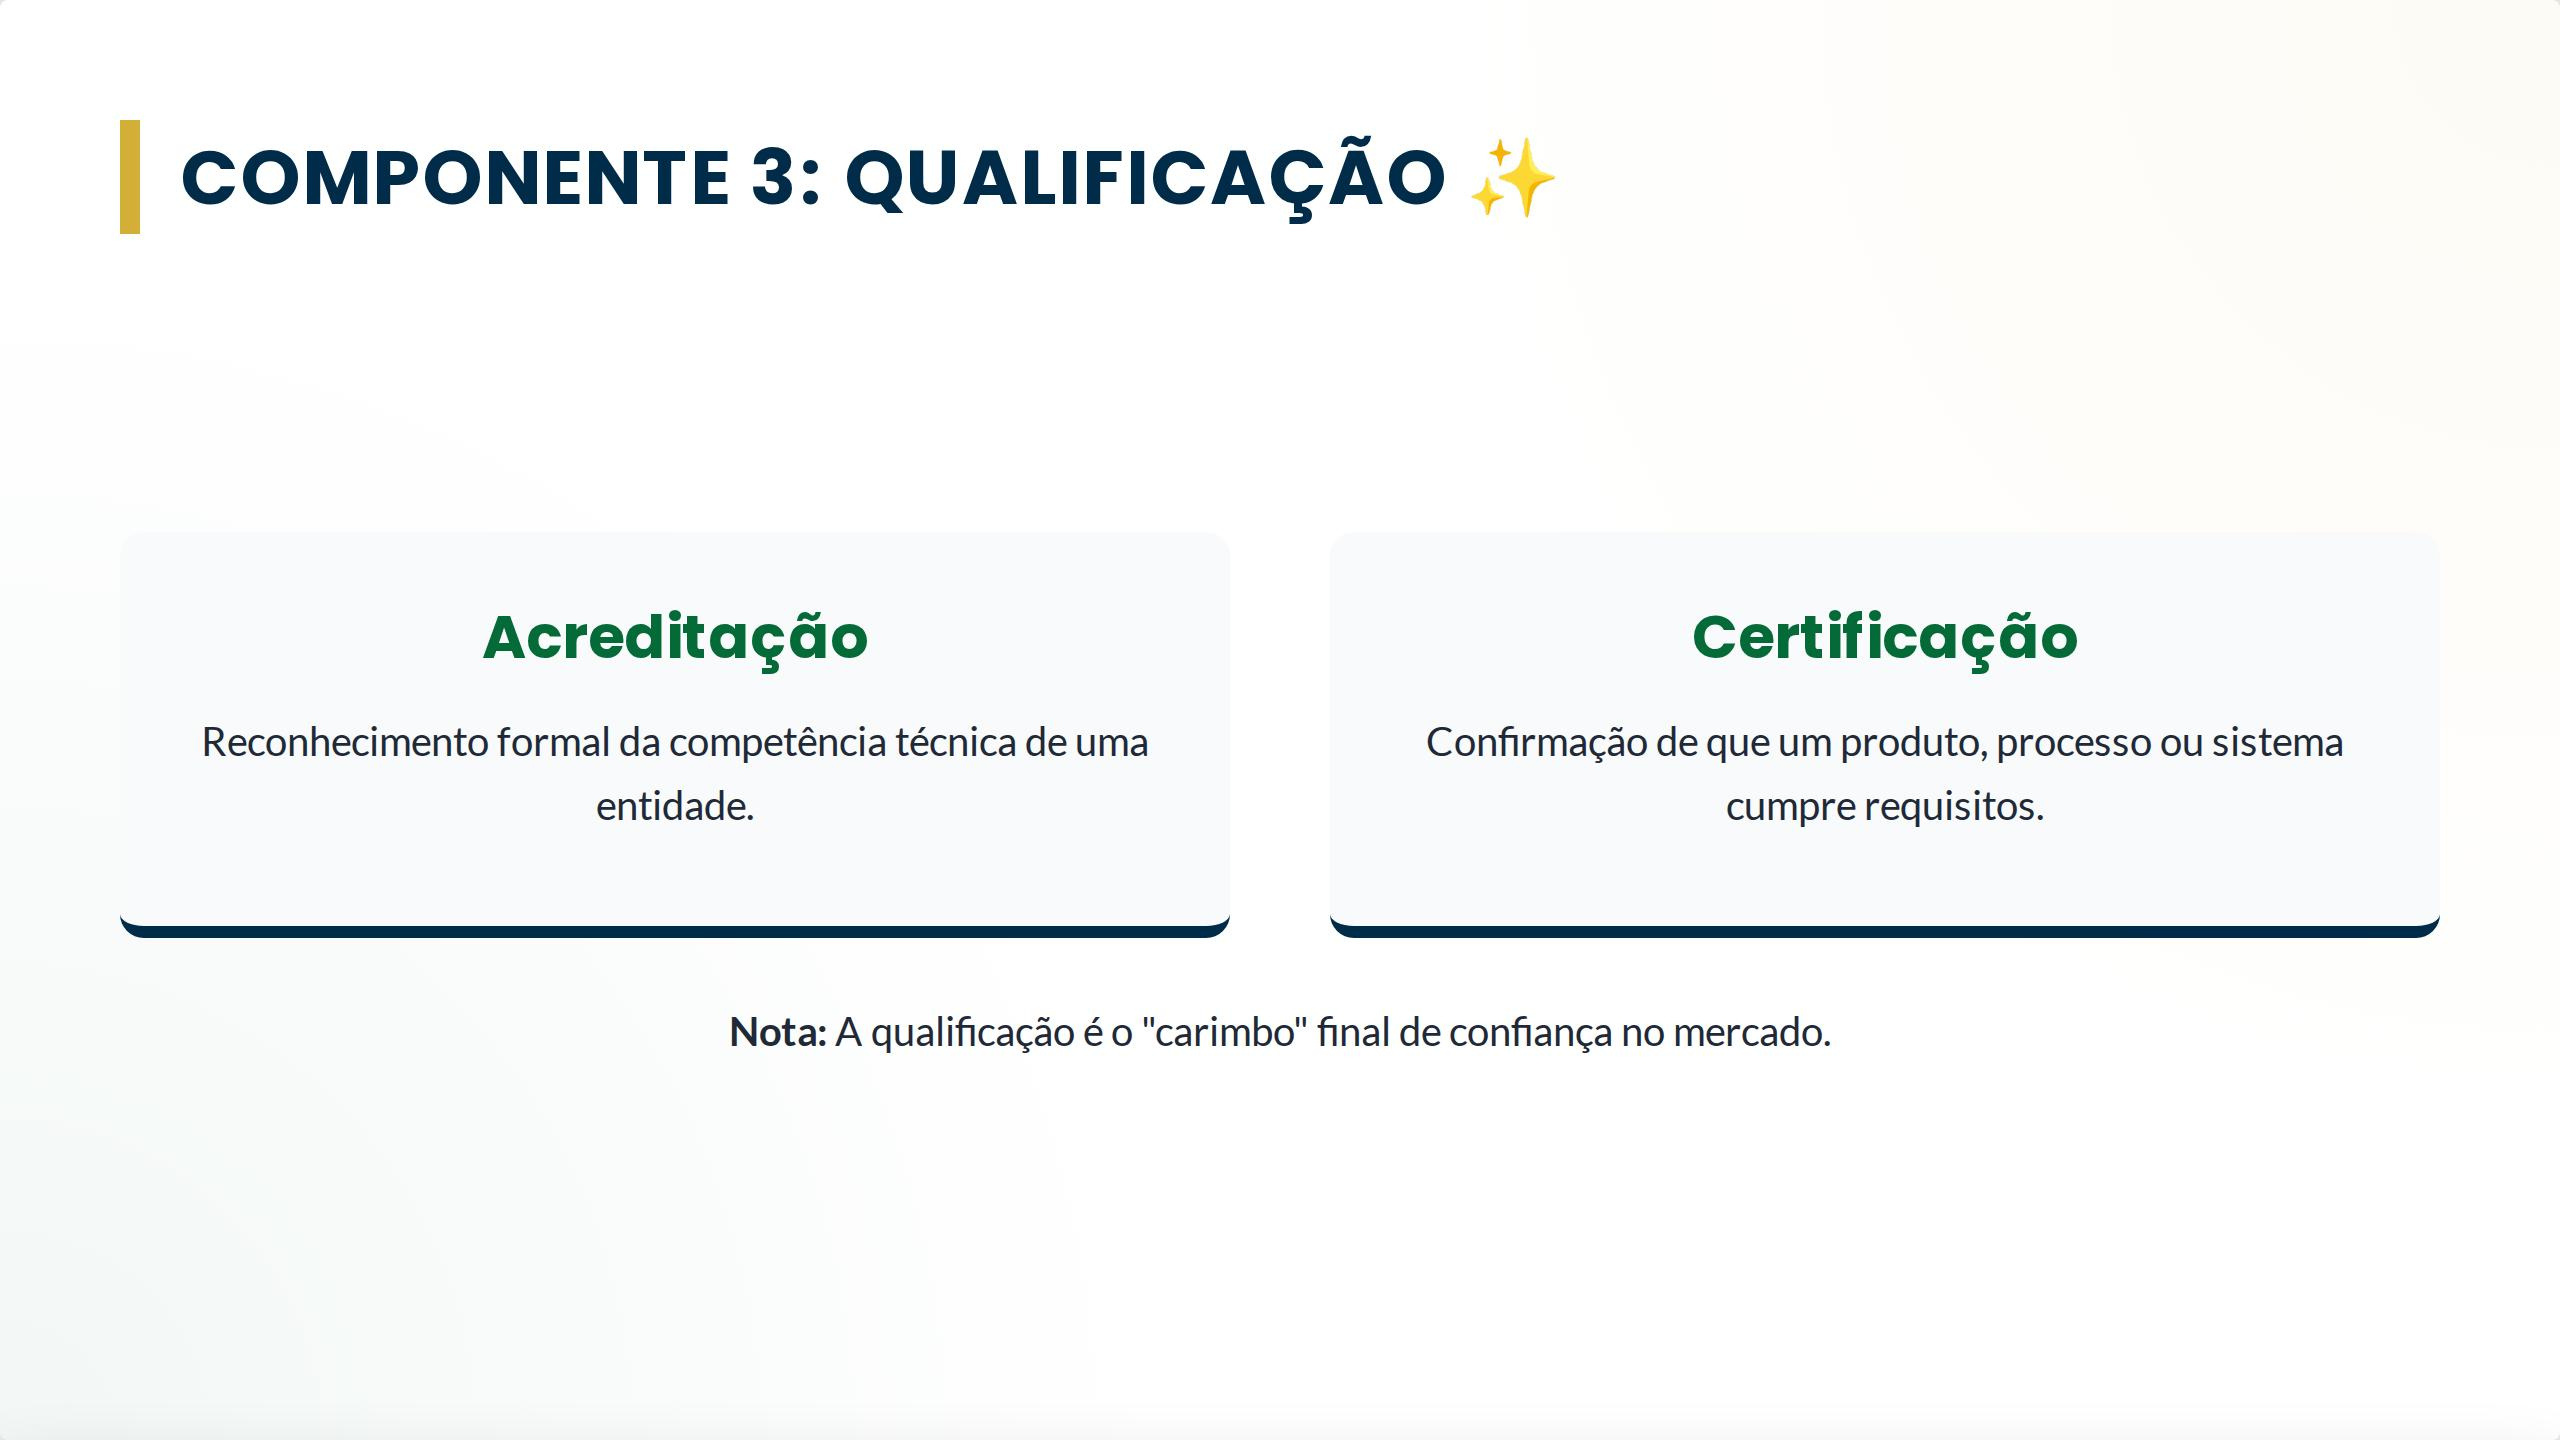 COMPONENTE 3: QUALIFICAÇÃO ✨
Acreditação
Reconhecimento formal da competência técnica de uma
entidade.
Certificação
Confirmação de que um produto, processo ou sistema
cumpre requisitos.
Nota: A qualificação é o "carimbo" final de confiança no mercado.